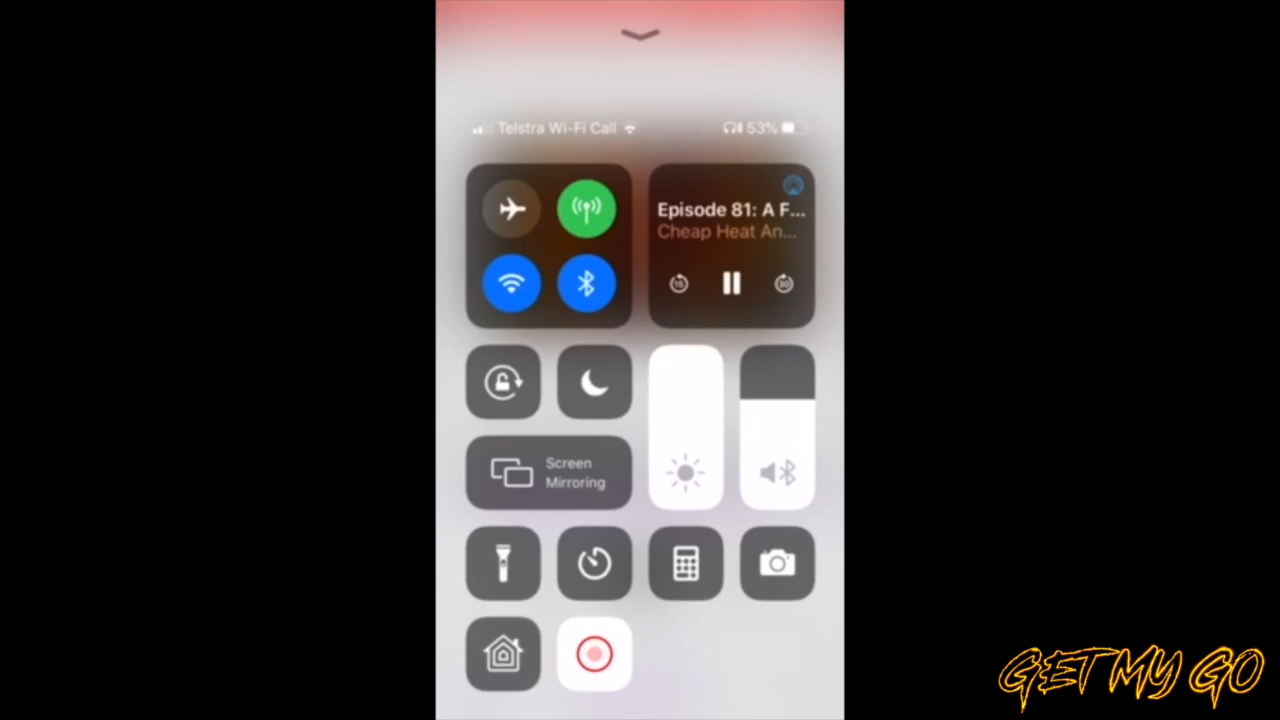 Telstra Wi-Fi Call
53%
Episode 81: A F...
Cheap Heat An...
15
30
Screen
Mirroring
GET MY GO